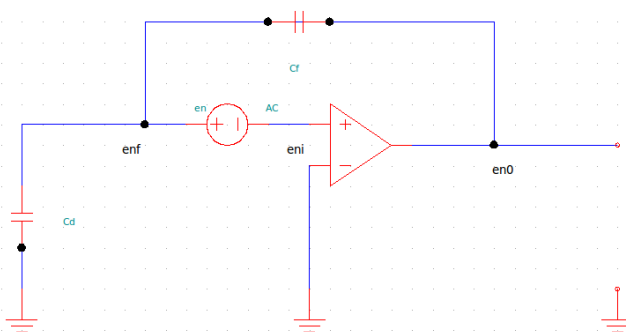 Cf
en AC
+ − +
enf eni
−
en0
Cd